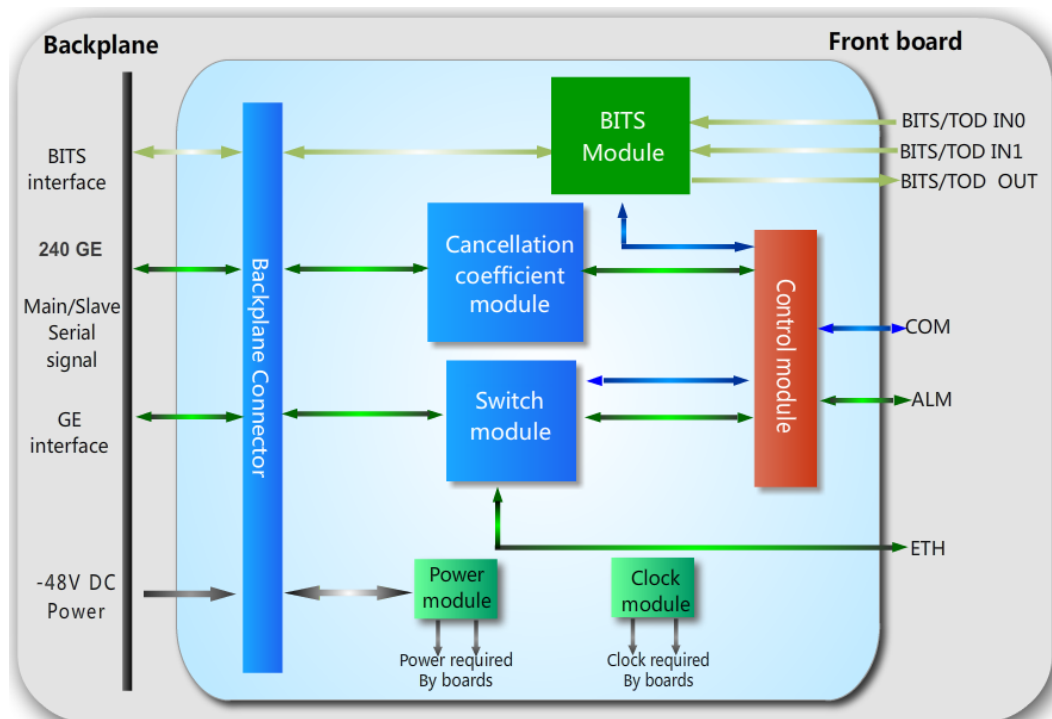 Backplane
Front board
BITS
interface
240 GE
Main/Slave
Serial
signal
GE
interface
-48V DC
Power
Backplane Connector
BITS
Module
Cancellation
coefficient
module
Switch
module
Control module
Power
module
Power required
By boards
Clock
module
Clock required
By boards
BITS/TOD IN0
BITS/TOD IN1
BITS/TOD OUT
COM
ALM
ETH